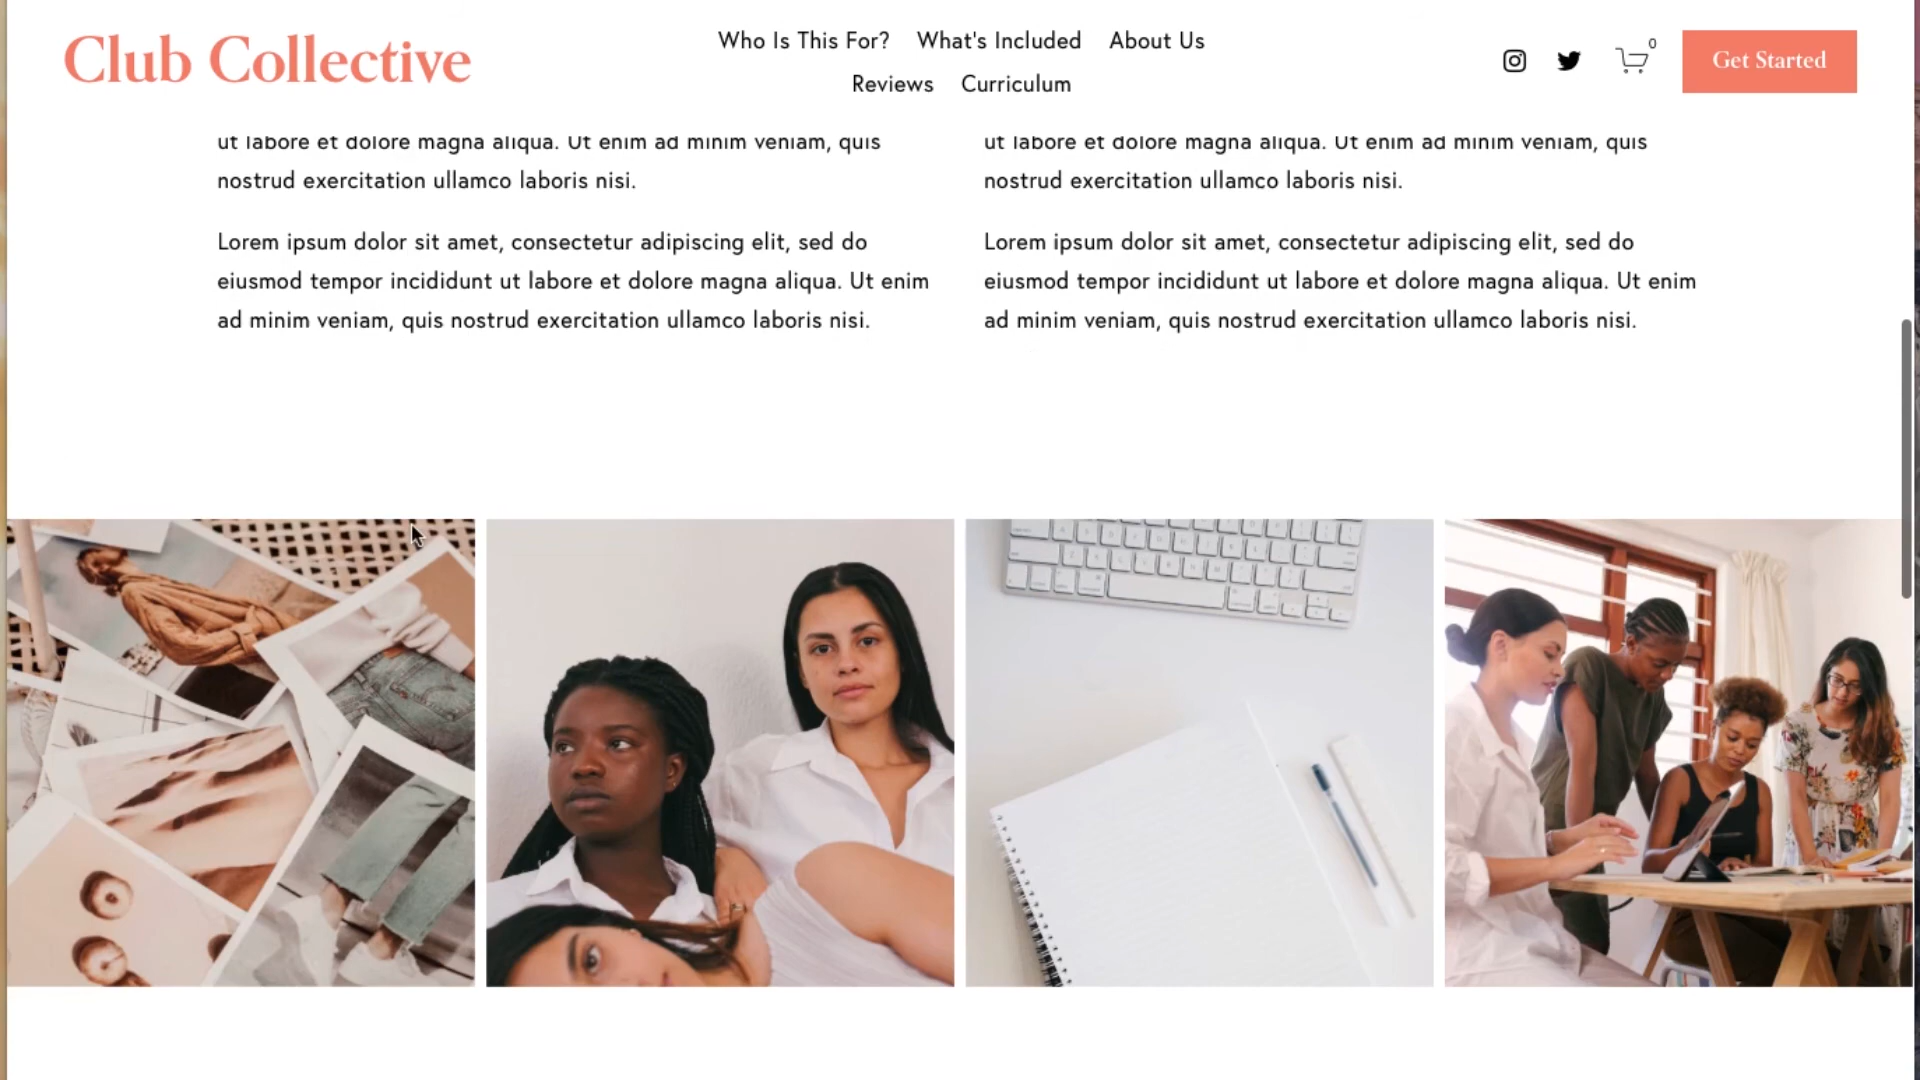 Club Collective
Who Is This For? What's Included About Us
Reviews Curriculum
0
Get Started
ut labore et dolore magna aliqua. Ut enim ad minim veniam, quis
nostrud exercitation ullamco laboris nisi.
Lorem ipsum dolor sit amet, consectetur adipiscing elit, sed do
eiusmod tempor incididunt ut labore et dolore magna aliqua. Ut enim
ad minim veniam, quis nostrud exercitation ullamco laboris nisi.
ut labore et dolore magna aliqua. Ut enim ad minim veniam, quis
nostrud exercitation ullamco laboris nisi.
Lorem ipsum dolor sit amet, consectetur adipiscing elit, sed do
eiusmod tempor incididunt ut labore et dolore magna aliqua. Ut enim
ad minim veniam, quis nostrud exercitation ullamco laboris nisi.